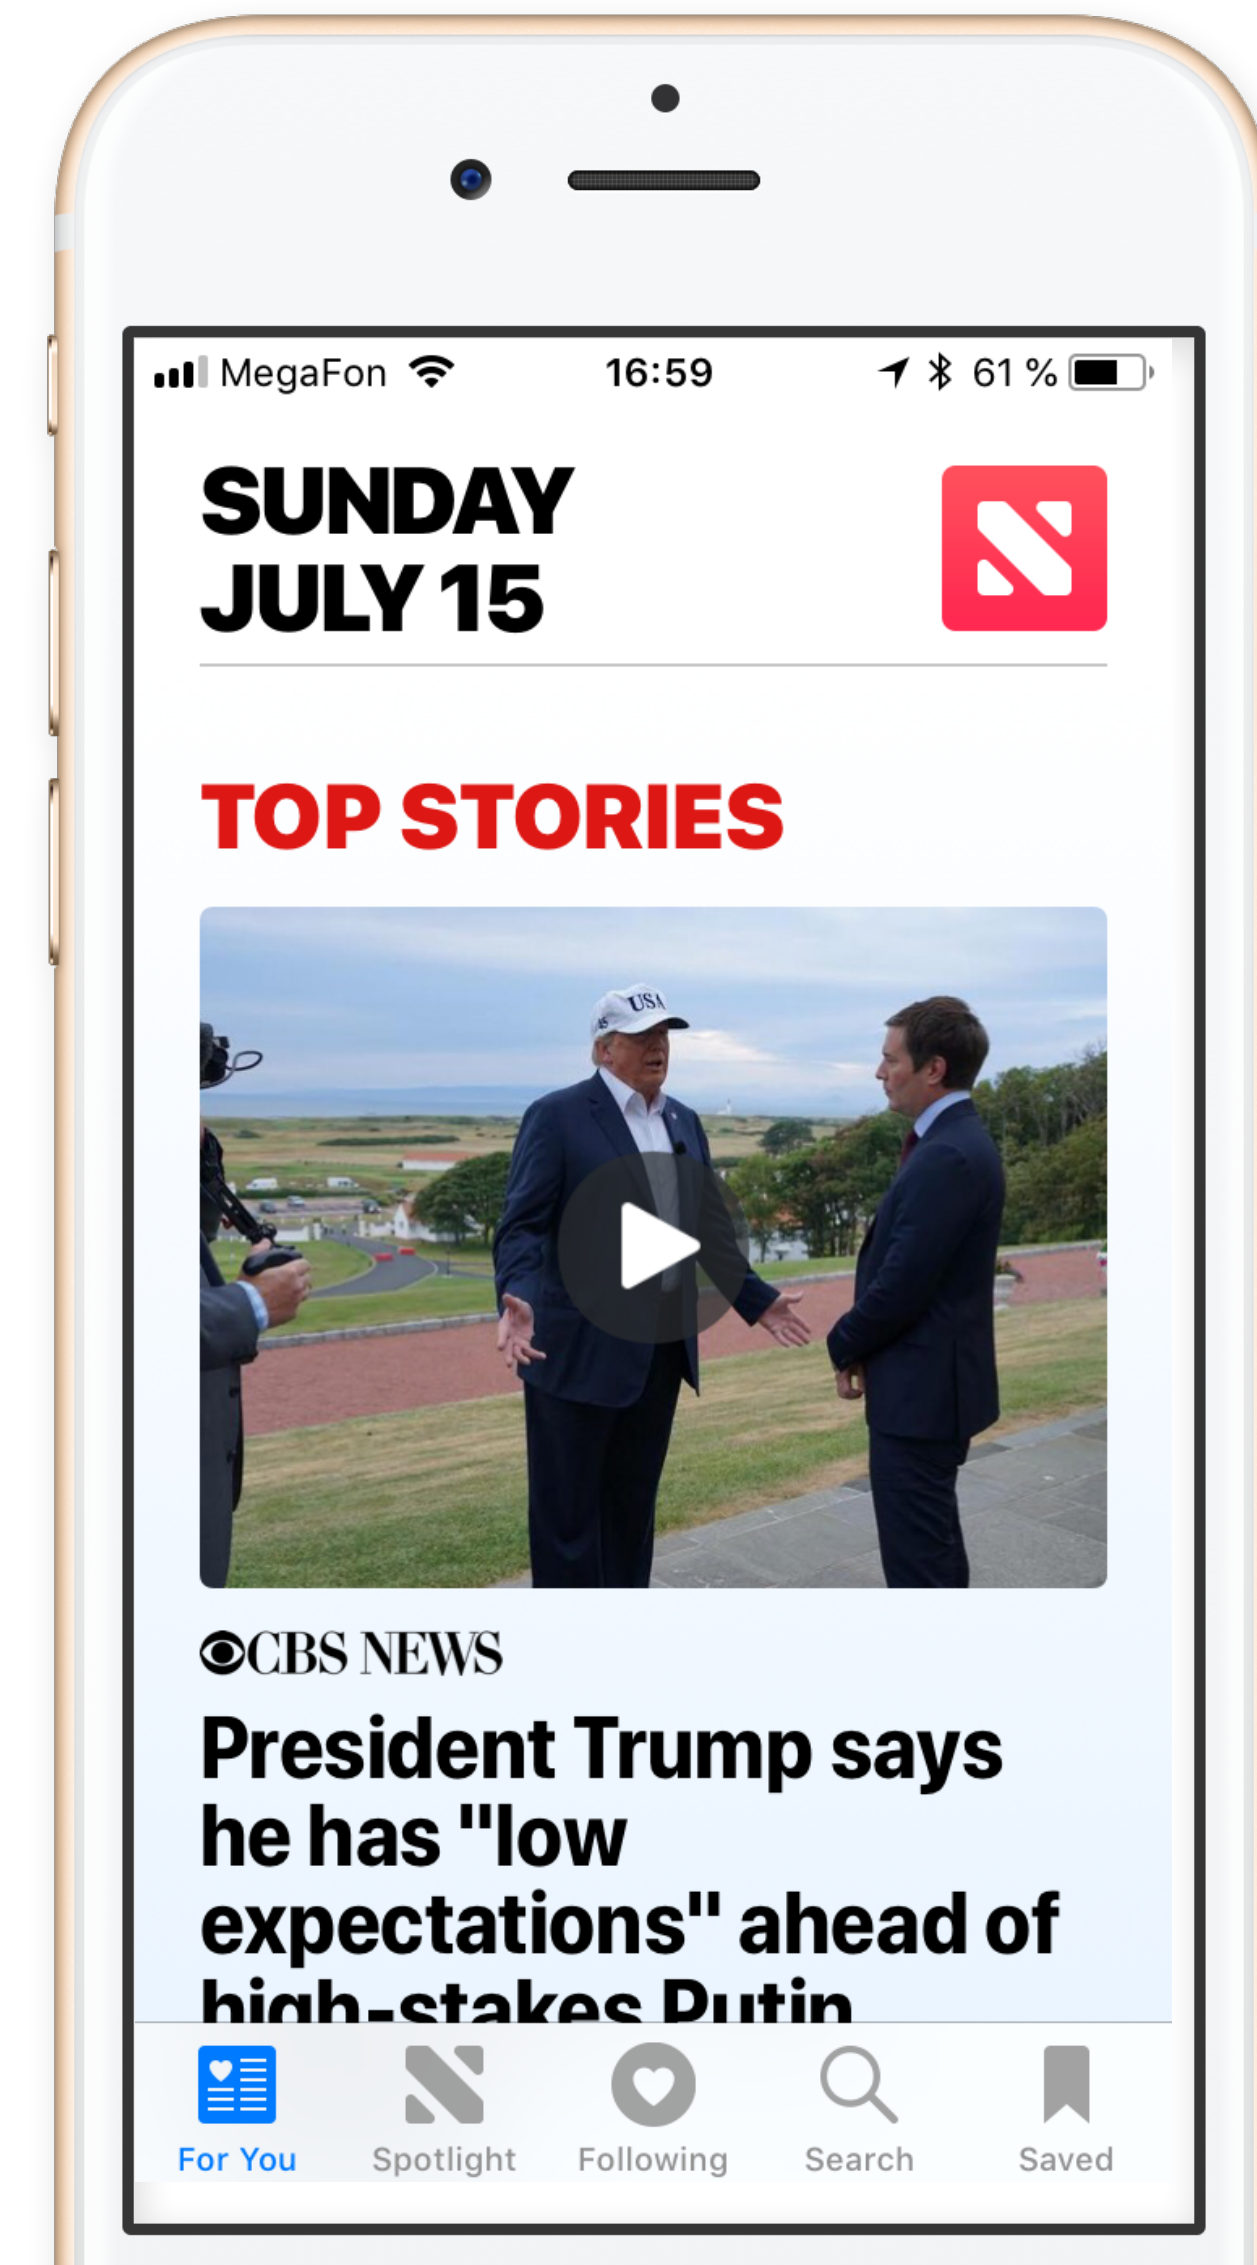 MegaFon 16:59 61 %
SUNDAY
JULY 15
TOP STORIES
USA
45
CBS NEWS
President Trump says
he has "low
expectations" ahead of
high-stakes Putin
For You Spotlight Following Search Saved